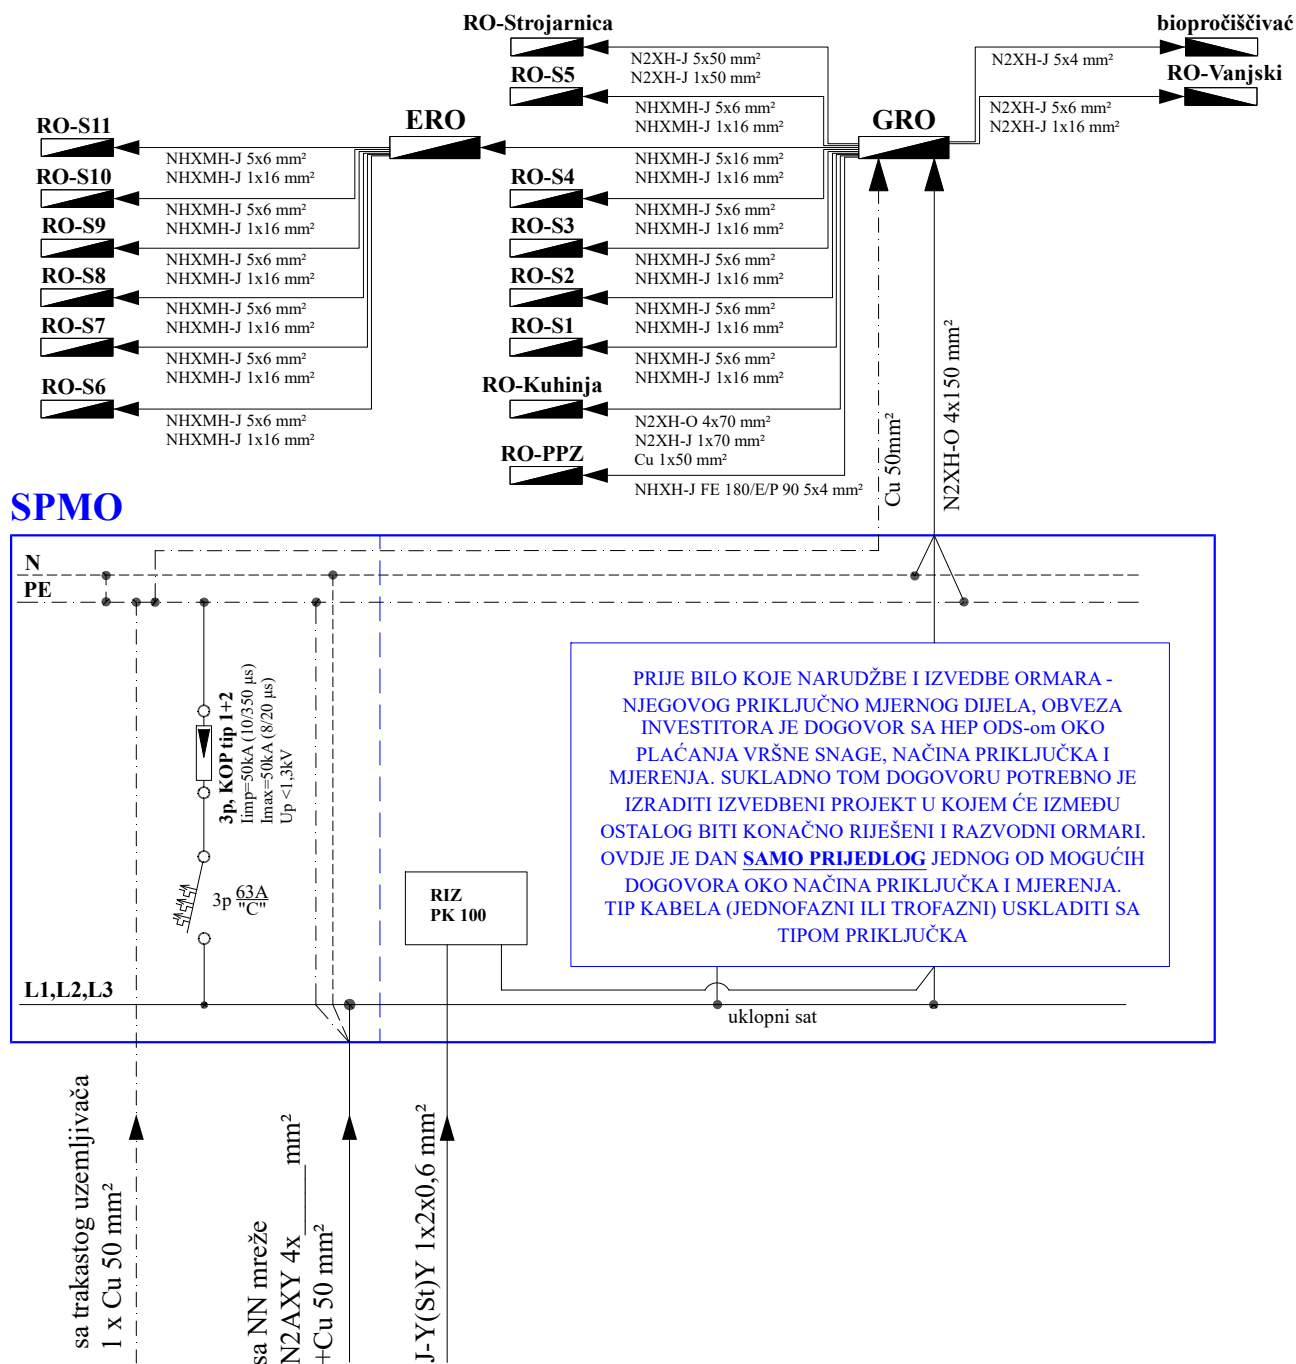 RO-Strojarnica
N2XH-J 5x50 mm²
N2XH-J 1x50 mm²
RO-S5
NHXMH-J 5x6 mm²
NHXMH-J 1x16 mm²
biopročiščivać
N2XH-J 5x4 mm²
RO-Vanjski
N2XH-J 5x6 mm²
N2XH-J 1x16 mm²
ERO
GRO
NHXMH-J 5x16 mm²
NHXMH-J 1x16 mm²
RO-S11
NHXMH-J 5x6 mm²
NHXMH-J 1x16 mm²
RO-S10
NHXMH-J 5x6 mm²
NHXMH-J 1x16 mm²
RO-S9
NHXMH-J 5x6 mm²
NHXMH-J 1x16 mm²
RO-S8
NHXMH-J 5x6 mm²
NHXMH-J 1x16 mm²
RO-S7
NHXMH-J 5x6 mm²
NHXMH-J 1x16 mm²
RO-S6
NHXMH-J 5x6 mm²
NHXMH-J 1x16 mm²
RO-S4
NHXMH-J 5x6 mm²
NHXMH-J 1x16 mm²
RO-S3
NHXMH-J 5x6 mm²
NHXMH-J 1x16 mm²
RO-S2
NHXMH-J 5x6 mm²
NHXMH-J 1x16 mm²
RO-S1
NHXMH-J 5x6 mm²
NHXMH-J 1x16 mm²
RO-Kuhinja
N2XH-O 4x70 mm²
N2XH-J 1x70 mm²
Cu 1x50 mm²
RO-PPZ
NHXH-J FE 180/E/P 90 5x4 mm²
Cu 50mm²
N2XH-O 4x150 mm²
SPMO
N
PE
3p, KOP tip 1+2
Iimp=50kA (10/350 µs)
Imax=50kA (8/20 µs)
Up <1,3kV
3p 63A
"C"
RIZ
PK 100
PRIJE BILO KOJE NARUDŽBE I IZVEDBE ORMARA -
NJEGOVOG PRIKLJUČNO MJERNOG DIJELA, OBVEZA
INVESTITORA JE DOGOVOR SA HEP ODS-om OKO
PLAĆANJA VRŠNE SNAGE, NAČINA PRIKLJUČKA I
MJERENJA. SUKLADNO TOM DOGOVORU POTREBNO JE
IZRADITI IZVEDBENI PROJEKT U KOJEM ĆE IZMEĐU
OSTALOG BITI KONAČNO RIJEŠENI I RAZVODNI ORMARI.
OVDJE JE DAN SAMO PRIJEDLOG JEDNOG OD MOGUĆIH
DOGOVORA OKO NAČINA PRIKLJUČKA I MJERENJA.
TIP KABELA (JEDNOFAZNI ILI TROFAZNI) USKLADITI SA
TIPOM PRIKLJUČKA
L1,L2,L3
uklopni sat
sa trakastog uzemljivača
1 x Cu 50 mm²
sa NN mreže
N2AXY 4x_____mm²
+Cu 50 mm²
J-Y(St)Y 1x2x0,6 mm²